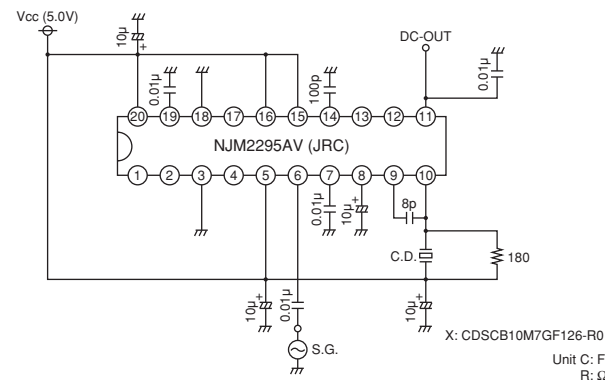 Vcc (5.0V)
10µ
+
0.01µ
100p
DC-OUT
0.01µ
20 19 18 17 16 15 14 13 12 11
NJM2295AV (JRC)
1 2 3 4 5 6 7 8 9 10
0.01µ
10µ
+
8p
C.D.
180
10µ
+
0.01µ
10µ
+
S.G.
X: CDSCB10M7GF126-R0
Unit C: F
R: Ω